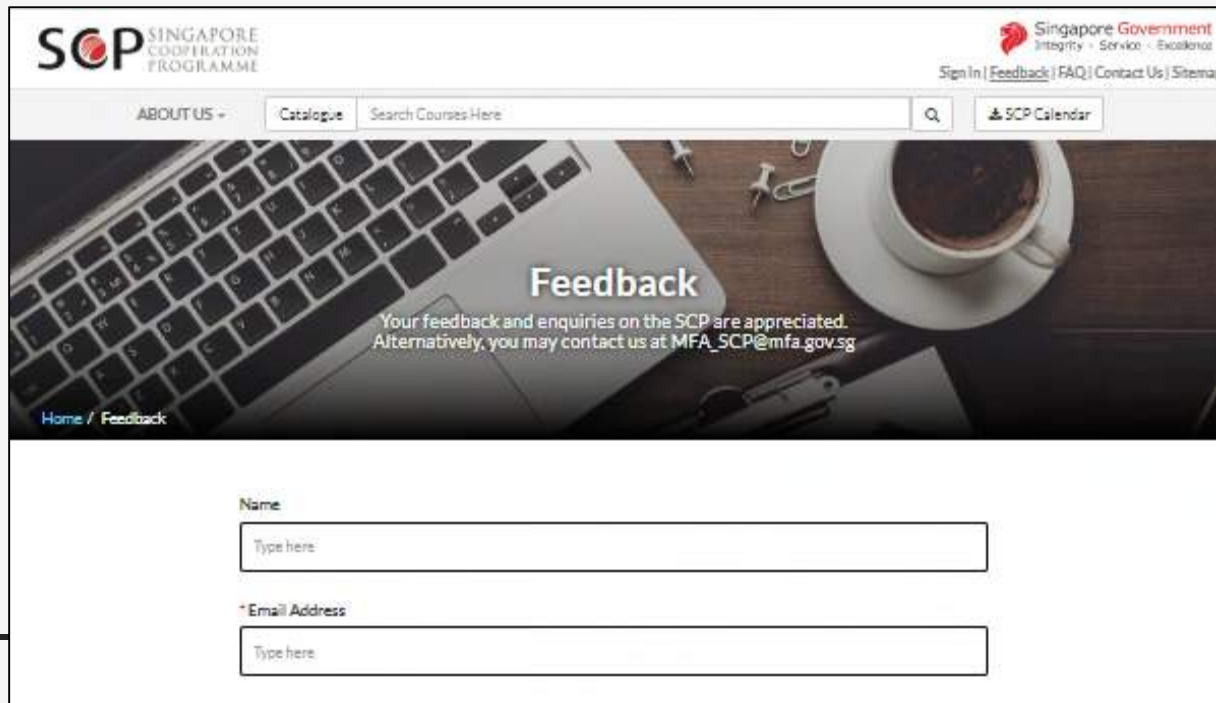 SCP SINGAPORE
COOPERATION
PROGRAMME
Singapore Government
Integrity · Service · Excellence
Sign In | Feedback | FAQ | Contact Us | Sitema
ABOUT US
Catalogue
Search Courses Here
SCP Calendar
Feedback
Your feedback and enquiries on the SCP are appreciated.
Alternatively, you may contact us at MFA_SCP@mfa.gov.sg
Home / Feedback
Name
Type here
* Email Address
Type here